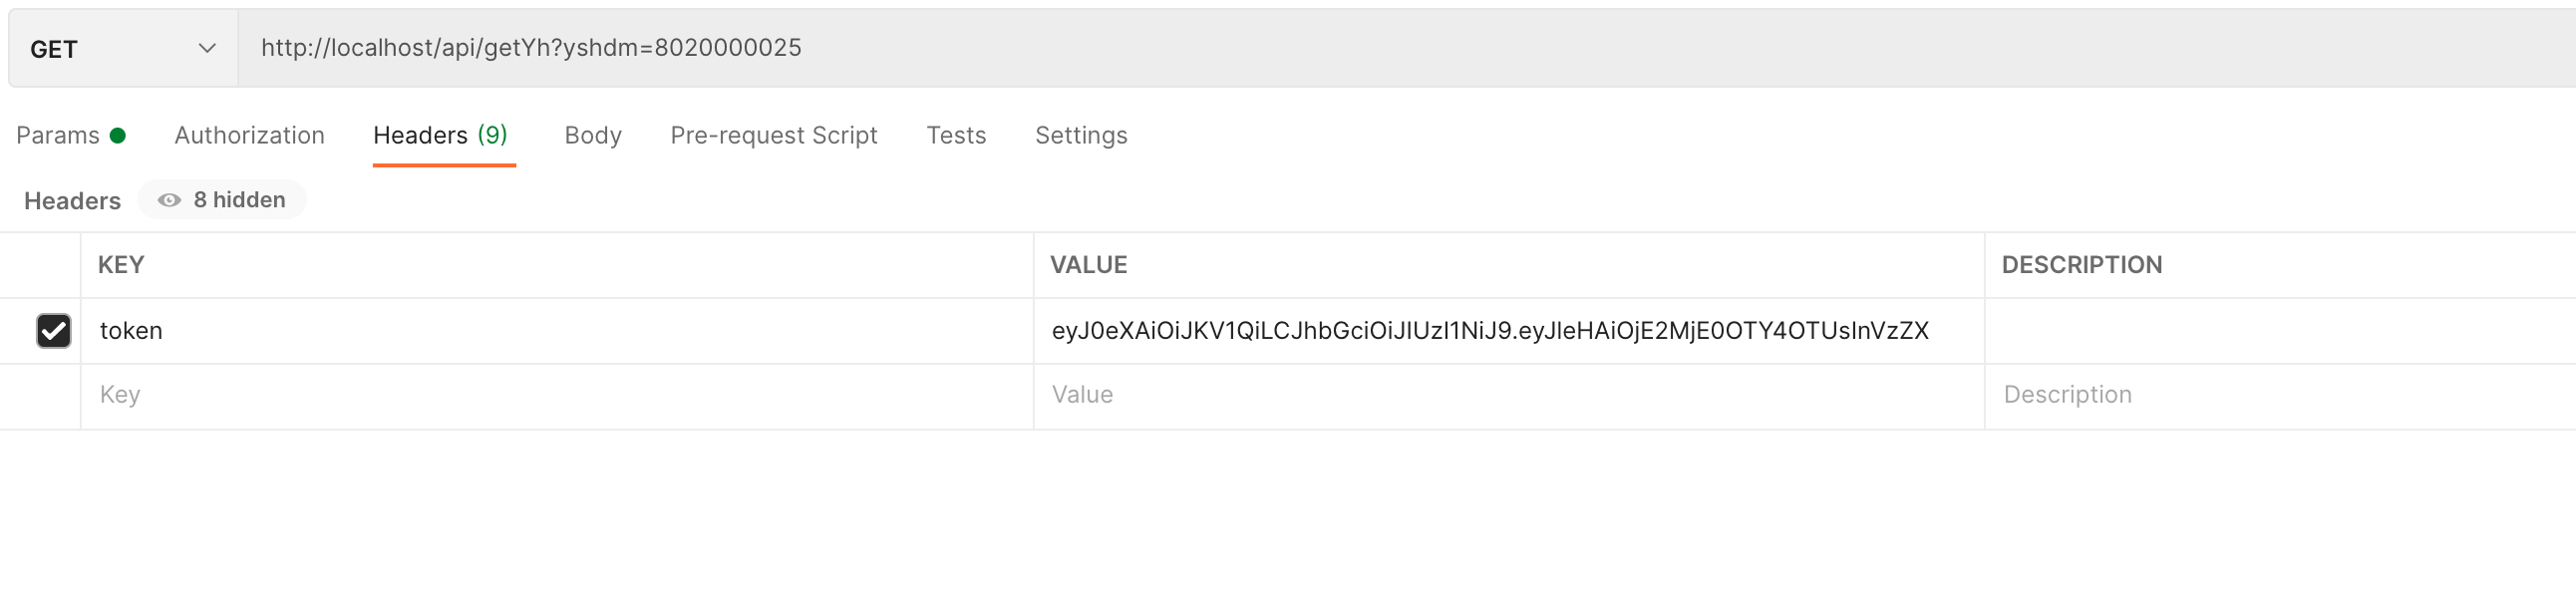 GET http://localhost/api/getYh?yshdm=8020000025
Params Authorization Headers (9) Body Pre-request Script Tests Settings
Headers 8 hidden
KEY VALUE DESCRIPTION
token eyJ0eXAiOiJKV1QiLCJhbGciOiJIUzI1NiJ9.eyJleHAiOjE2MjE0OTY4OTUsInVzZX
Key Value Description